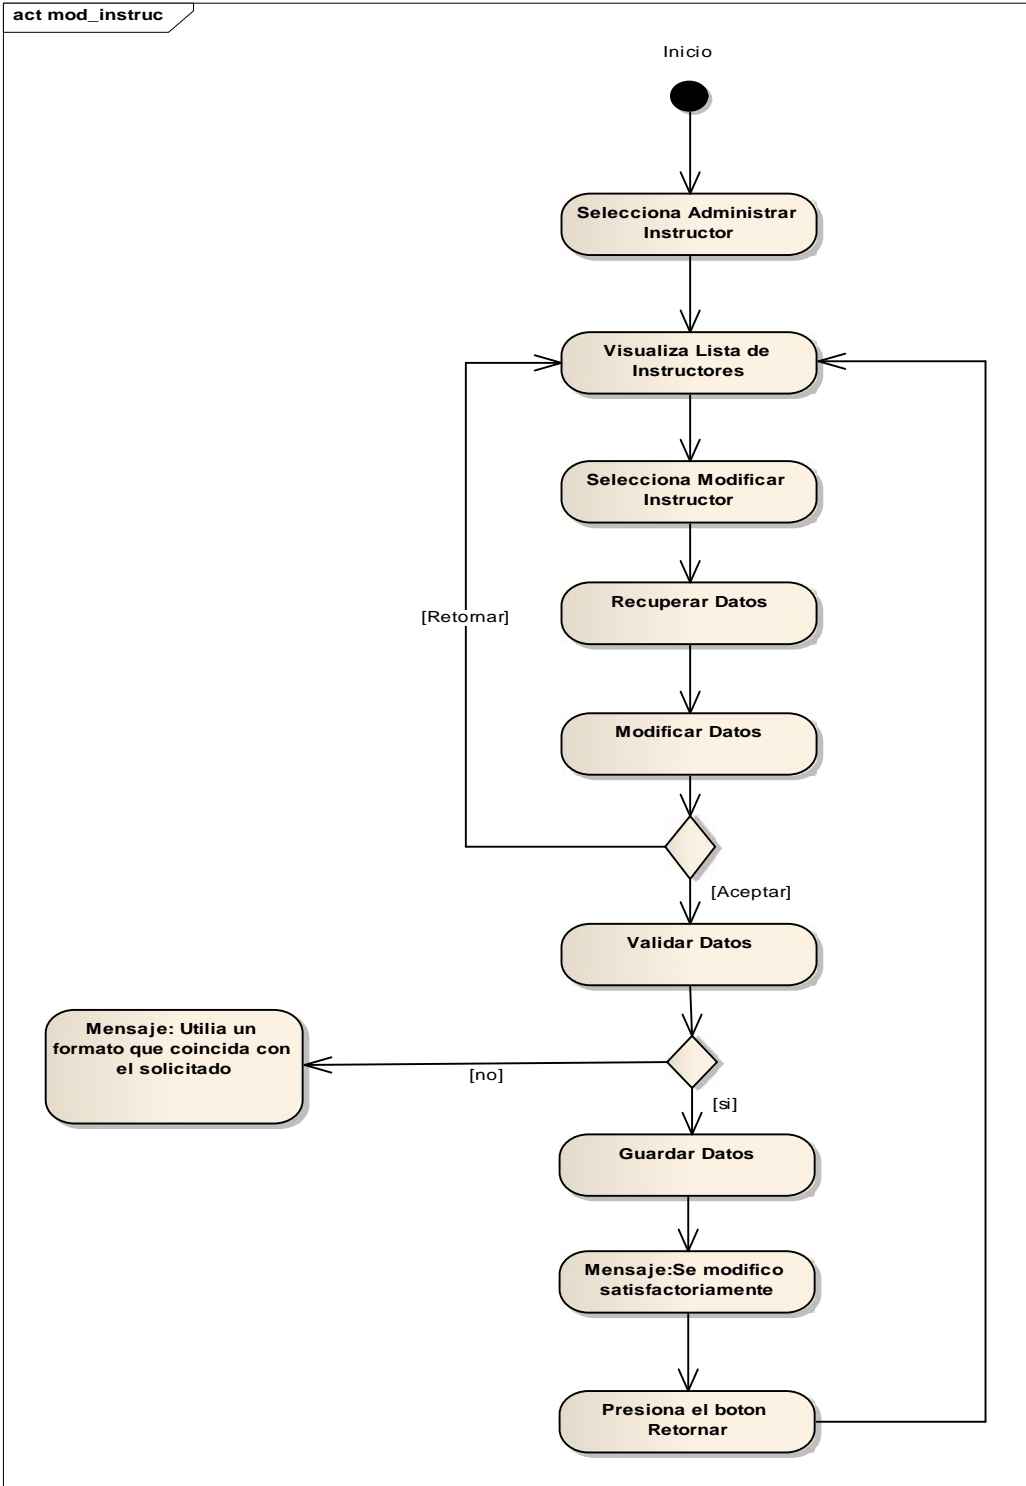 act mod_instruc
Inicio
Selecciona Administrar
Instructor
Visualiza Lista de
Instructores
Selecciona Modificar
Instructor
Recuperar Datos
[Retornar]
Modificar Datos
[Aceptar]
Validar Datos
Mensaje: Utilia un
formato que coincida con
el solicitado
[no]
[si]
Guardar Datos
Mensaje:Se modifico
satisfactoriamente
Presiona el boton
Retornar